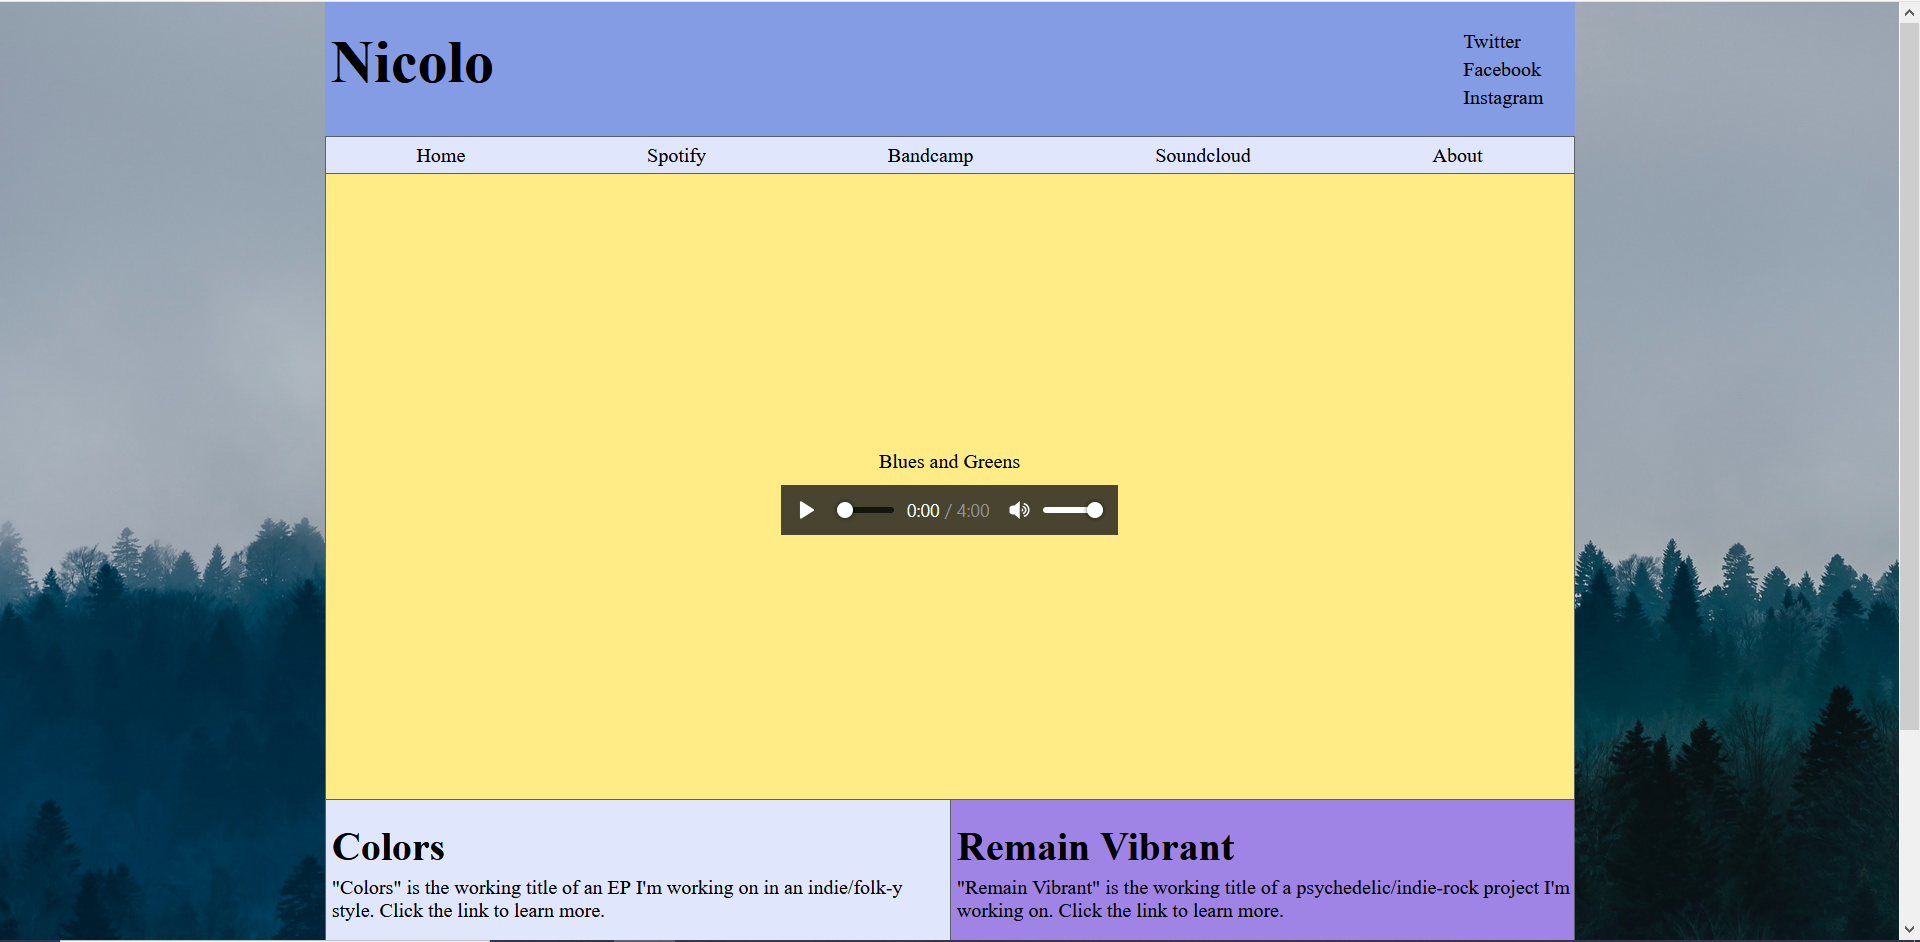 Nicolo
Twitter
Facebook
Instagram
Home Spotify Bandcamp Soundcloud About
Blues and Greens
0:00 / 4:00
Colors
"Colors" is the working title of an EP I'm working on in an indie/folk-y
style. Click the link to learn more.
Remain Vibrant
"Remain Vibrant" is the working title of a psychedelic/indie-rock project I'm
working on. Click the link to learn more.